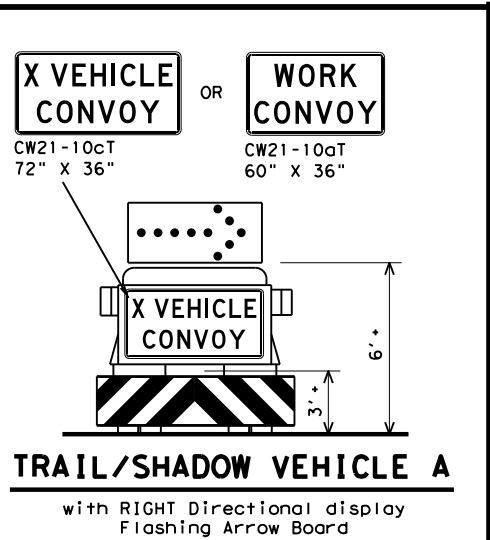 X VEHICLE
CONVOY
OR
WORK
CONVOY
CW21-10cT
72" X 36"
CW21-10aT
60" X 36"
X VEHICLE
CONVOY
6'+
3'+
TRAIL/SHADOW VEHICLE A
with RIGHT Directional display
Flashing Arrow Board